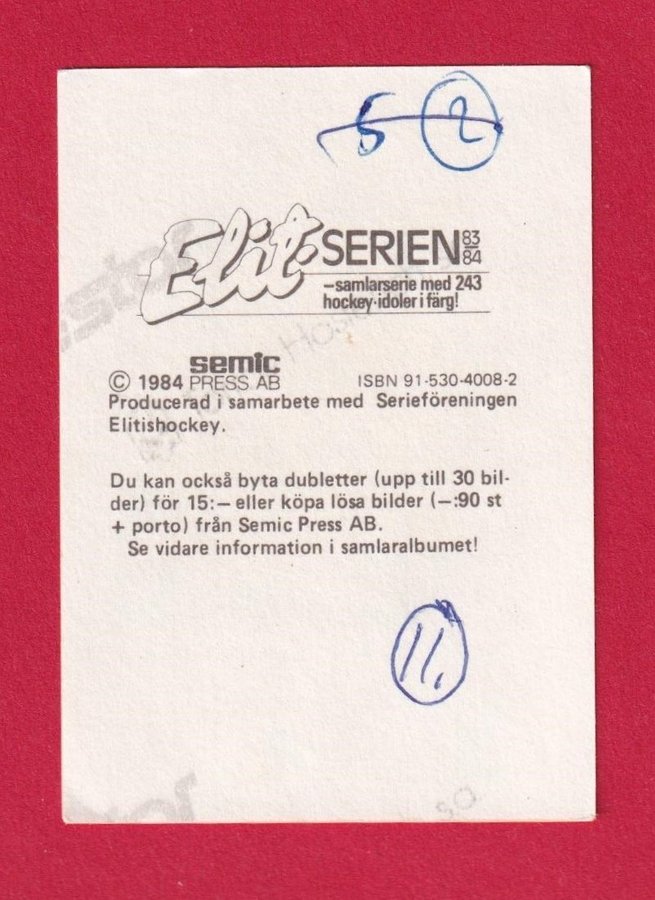 5 2
Elit-SERIEN 83/84
–samlarserie med 243
hockey-idoler i färg!
semic
© 1984 PRESS AB ISBN 91-530-4008-2
Producerad i samarbete med Serieföreningen
Elitishockey.
Du kan också byta dubletter (upp till 30 bil-
der) för 15:— eller köpa lösa bilder (—:90 st
+ porto) från Semic Press AB.
Se vidare information i samlaralbumet!
11.